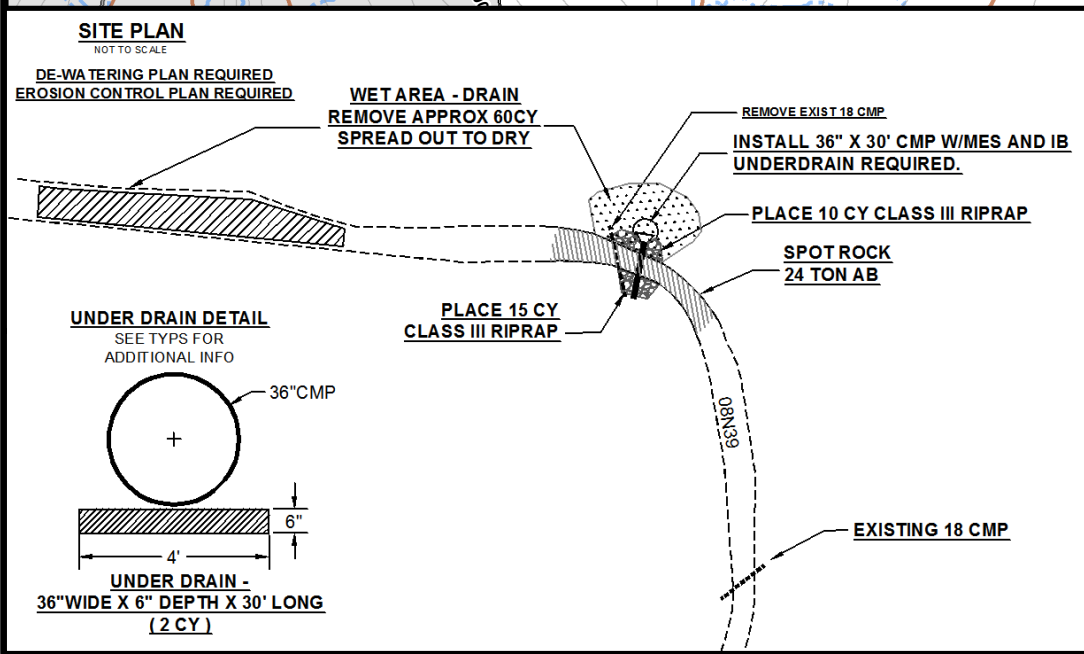 SITE PLAN
NOT TO SCALE
DE-WATERING PLAN REQUIRED
EROSION CONTROL PLAN REQUIRED
WET AREA - DRAIN
REMOVE APPROX 60CY
SPREAD OUT TO DRY
REMOVE EXIST 18 CMP
INSTALL 36" X 30' CMP W/MES AND IB
UNDERDRAIN REQUIRED.
PLACE 10 CY CLASS III RIPRAP
SPOT ROCK
24 TON AB
PLACE 15 CY
CLASS III RIPRAP
UNDER DRAIN DETAIL
SEE TYPS FOR
ADDITIONAL INFO
36"CMP
6"
4'
UNDER DRAIN -
36"WIDE X 6" DEPTH X 30' LONG
( 2 CY )
08N39
EXISTING 18 CMP